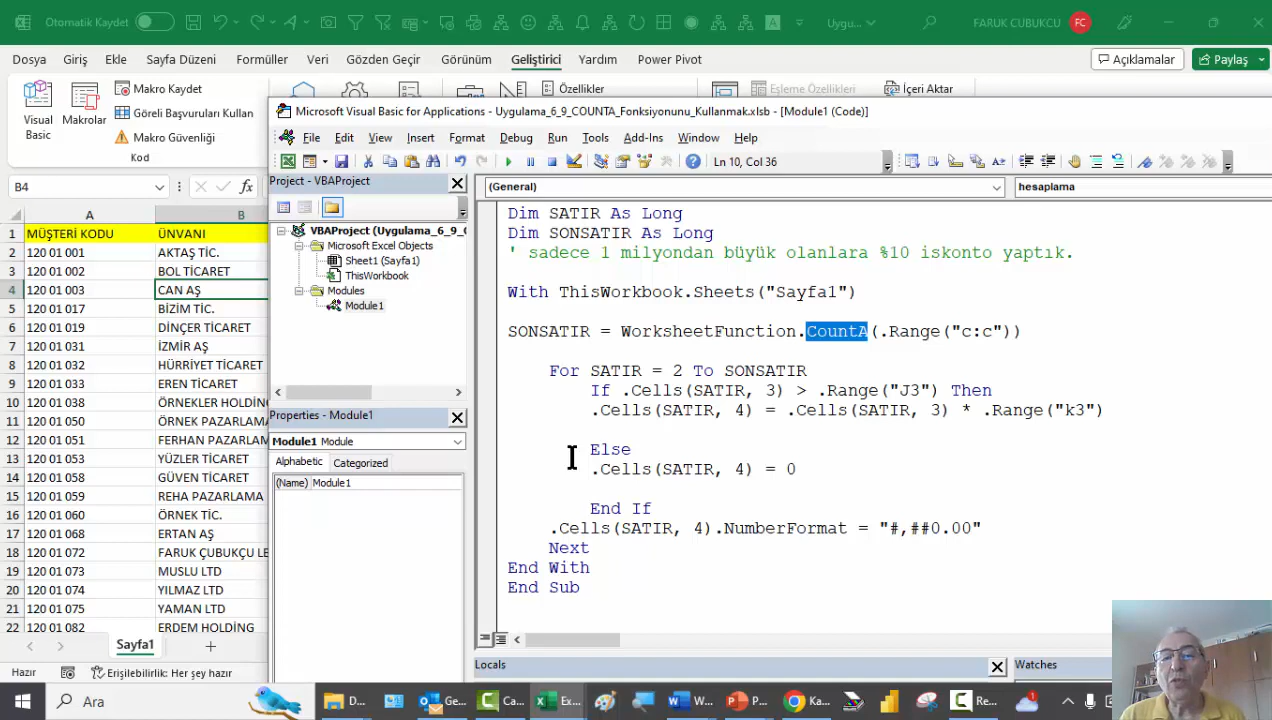 Otomatik Kaydet
Uygu...
FARUK CUBUKCU
FC
Dosya Giriş Ekle Sayfa Düzeni Formüller Veri Gözden Geçir Görünüm Geliştirici Yardım Power Pivot
Açıklamalar
Paylaş
Visual
Basic
Makrolar
Makro Kaydet
Göreli Başvuruları Kullan
Makro Güvenliği
Kod
Özellikler
Eşleme Özellikleri
İçeri Aktar
Microsoft Visual Basic for Applications - Uygulama_6_9_COUNTA_Fonksiyonunu_Kullanmak.xlsb - [Module1 (Code)]
File Edit View Insert Format Debug Run Tools Add-Ins Window Help
Ln 10, Col 36
B4
fx
Project - VBAProject
VBAProject (Uygulama_6_9_C
Microsoft Excel Objects
Sheet1 (Sayfa1)
ThisWorkbook
Modules
Module1
Properties - Module1
Module1 Module
Alphabetic Categorized
(Name) Module1
A B
1 MÜŞTERİ KODU ÜNVANI
2 120 01 001 AKTAŞ TİC.
3 120 01 002 BOL TİCARET
4 120 01 003 CAN AŞ
5 120 01 017 BİZİM TİC.
6 120 01 019 DİNÇER TİCARET
7 120 01 031 İZMİR AŞ
8 120 01 032 HÜRRİYET TİCARET
9 120 01 033 EREN TİCARET
10 120 01 038 ÖRNEKLER HOLDİNG
11 120 01 050 ÖRNEK PAZARLAMA
12 120 01 051 FERHAN PAZARLAMA
13 120 01 053 YÜZLER TİCARET
14 120 01 058 GÜVEN TİCARET
15 120 01 059 REHA PAZARLAMA
16 120 01 060 ÖRNEK TİC.
17 120 01 068 ERTAN AŞ
18 120 01 072 FARUK ÇUBUKÇU LE
19 120 01 073 MUSLU LTD
20 120 01 074 YILMAZ LTD
21 120 01 075 YAMAN LTD
22 120 01 082 ERDEM HOLDİNG
Sayfa1
Hazır
Erişilebilirlik: Her şey hazır
(General)
hesaplama
Dim SATIR As Long
Dim SONSATIR As Long
' sadece 1 milyondan büyük olanlara %10 iskonto yaptık.
With ThisWorkbook.Sheets("Sayfa1")
SONSATIR = WorksheetFunction.CountA(.Range("c:c"))
For SATIR = 2 To SONSATIR
If .Cells(SATIR, 3) > .Range("J3") Then
.Cells(SATIR, 4) = .Cells(SATIR, 3) * .Range("k3")
Else
.Cells(SATIR, 4) = 0
End If
.Cells(SATIR, 4).NumberFormat = "#,##0.00"
Next
End With
End Sub
Locals
Watches
Ara
D...
Ge...
Ca...
Ex...
W...
P...
Ka...
Re...